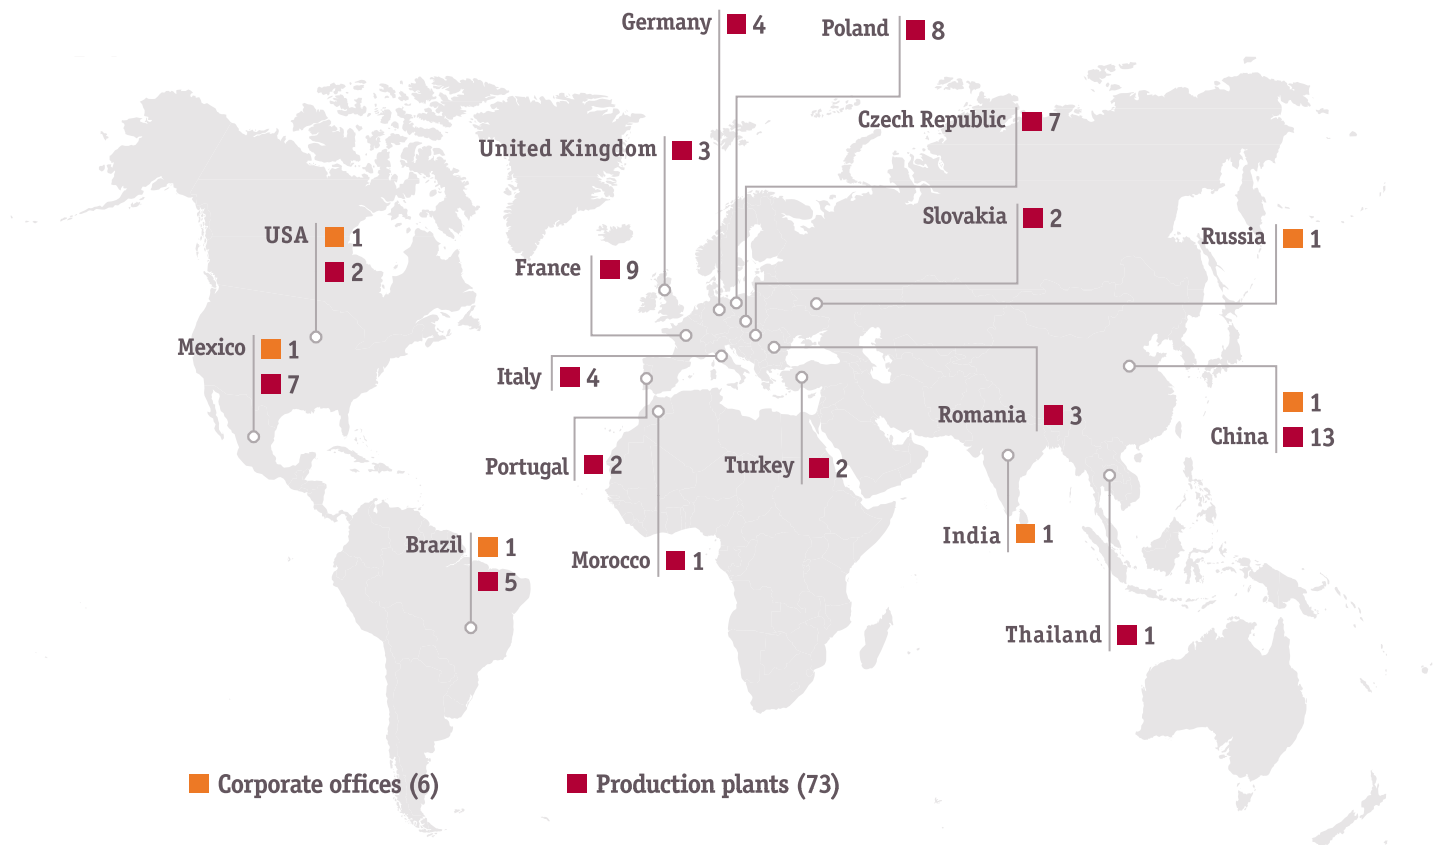 Germany 4
Poland 8
Czech Republic 7
United Kingdom 3
Slovakia 2
USA 1
2
Russia 1
France 9
Mexico 1
7
Italy 4
1
China 13
Romania 3
Portugal 2
Turkey 2
India 1
Brazil 1
5
Morocco 1
Thailand 1
Corporate offices (6)
Production plants (73)